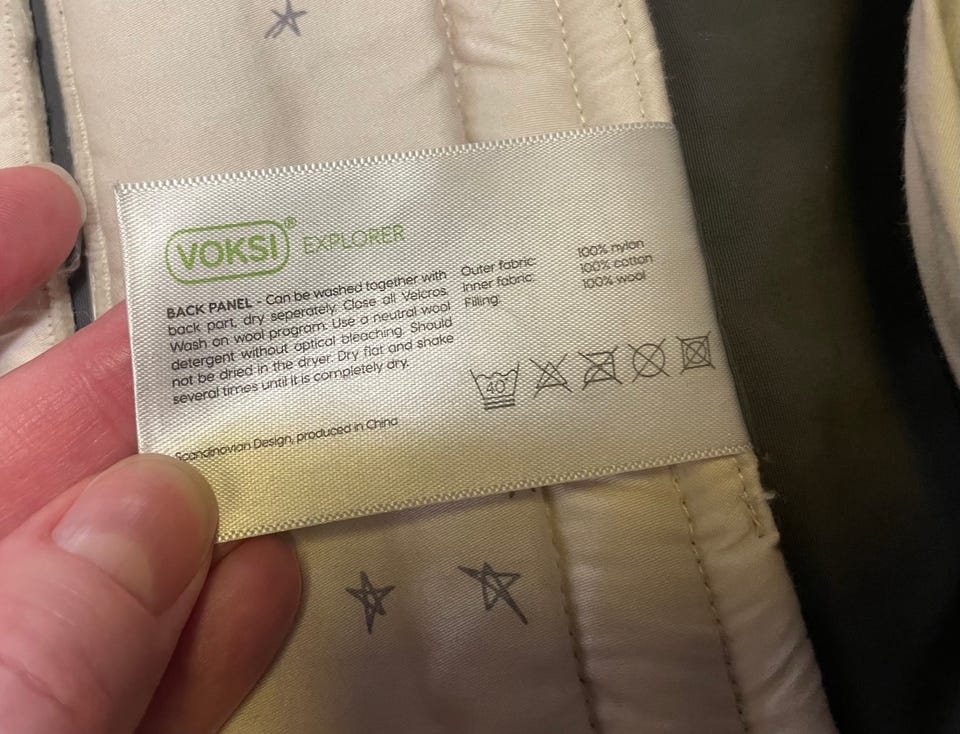 VOKSI® EXPLORER
BACK PANEL - Can be washed together with
back part, dry seperately. Close all Velcros.
Wash on wool program. Use a neutral wool
detergent without optical bleaching. Should
not be dried in the dryer. Dry flat and shake
several times until it is completely dry.
Outer fabric: 100% nylon
Inner fabric: 100% cotton
Filling: 100% wool
40°
Scandinovian Design, produced in China